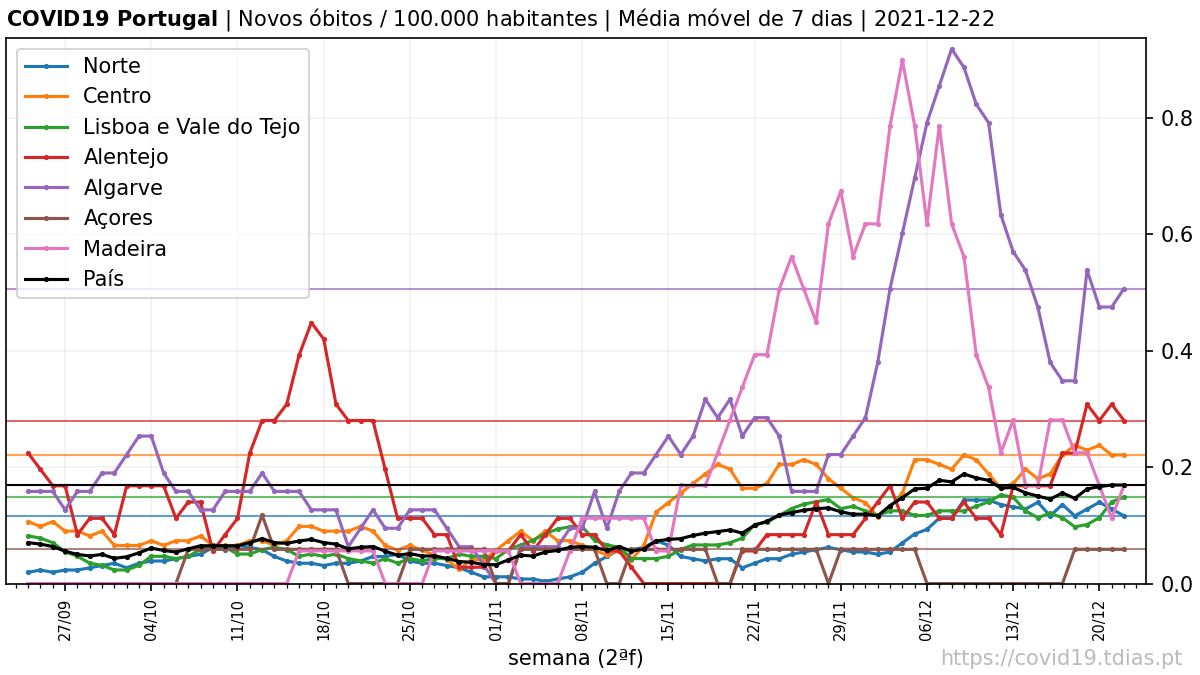 COVID19 Portugal | Novos óbitos / 100.000 habitantes | Média móvel de 7 dias | 2021-12-22
Norte
Centro
Lisboa e Vale do Tejo
Alentejo
Algarve
Açores
Madeira
País
0.8
0.6
0.4
0.2
0.0
27/09
04/10
11/10
18/10
25/10
01/11
08/11
15/11
22/11
29/11
06/12
13/12
20/12
semana (2ªf)
https://covid19.tdias.pt